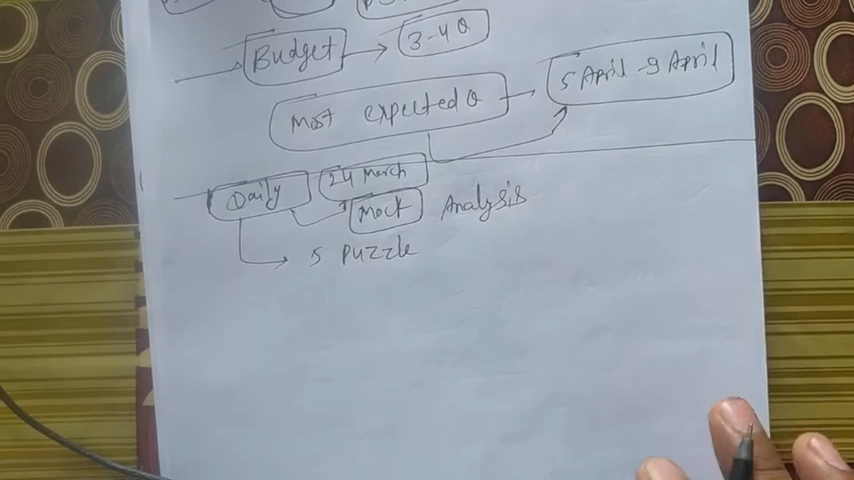 Budget → 3-4 Q
Most expected Q → 5 April - 9 April
Daily 24 March
Mock Analysis
5 Puzzle